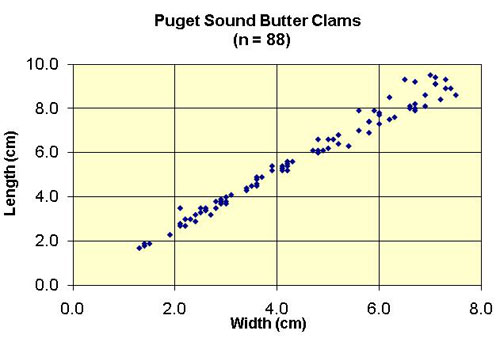 Puget Sound Butter Clams
(n = 88)
10.0
8.0
6.0
4.0
2.0
0.0
Length (cm)
0.0 2.0 4.0 6.0 8.0
Width (cm)